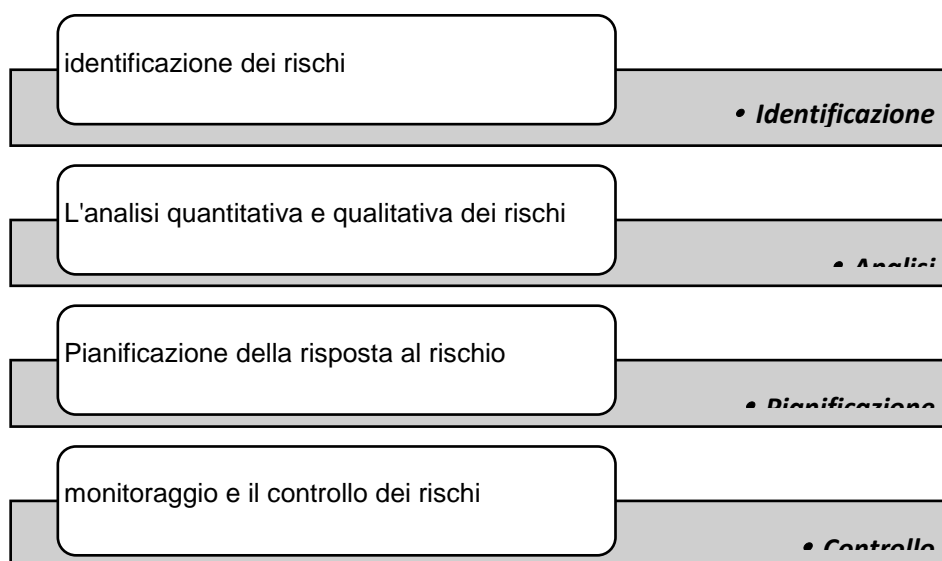 identificazione dei rischi
• Identificazione
L'analisi quantitativa e qualitativa dei rischi
• Analisi
Pianificazione della risposta al rischio
• Pianificazione
monitoraggio e il controllo dei rischi
• Controllo